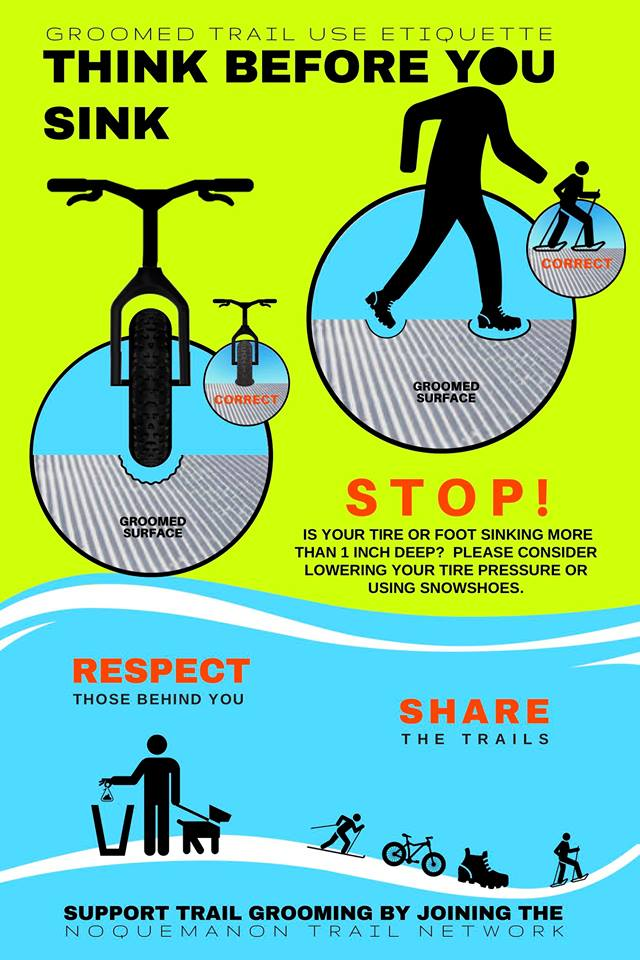 GROOMED TRAIL USE ETIQUETTE
THINK BEFORE YOU
SINK
CORRECT
GROOMED
SURFACE
CORRECT
GROOMED
SURFACE
STOP!
IS YOUR TIRE OR FOOT SINKING MORE
THAN 1 INCH DEEP? PLEASE CONSIDER
LOWERING YOUR TIRE PRESSURE OR
USING SNOWSHOES.
RESPECT
THOSE BEHIND YOU
SHARE
THE TRAILS
SUPPORT TRAIL GROOMING BY JOINING THE
NOQUEMANON TRAIL NETWORK